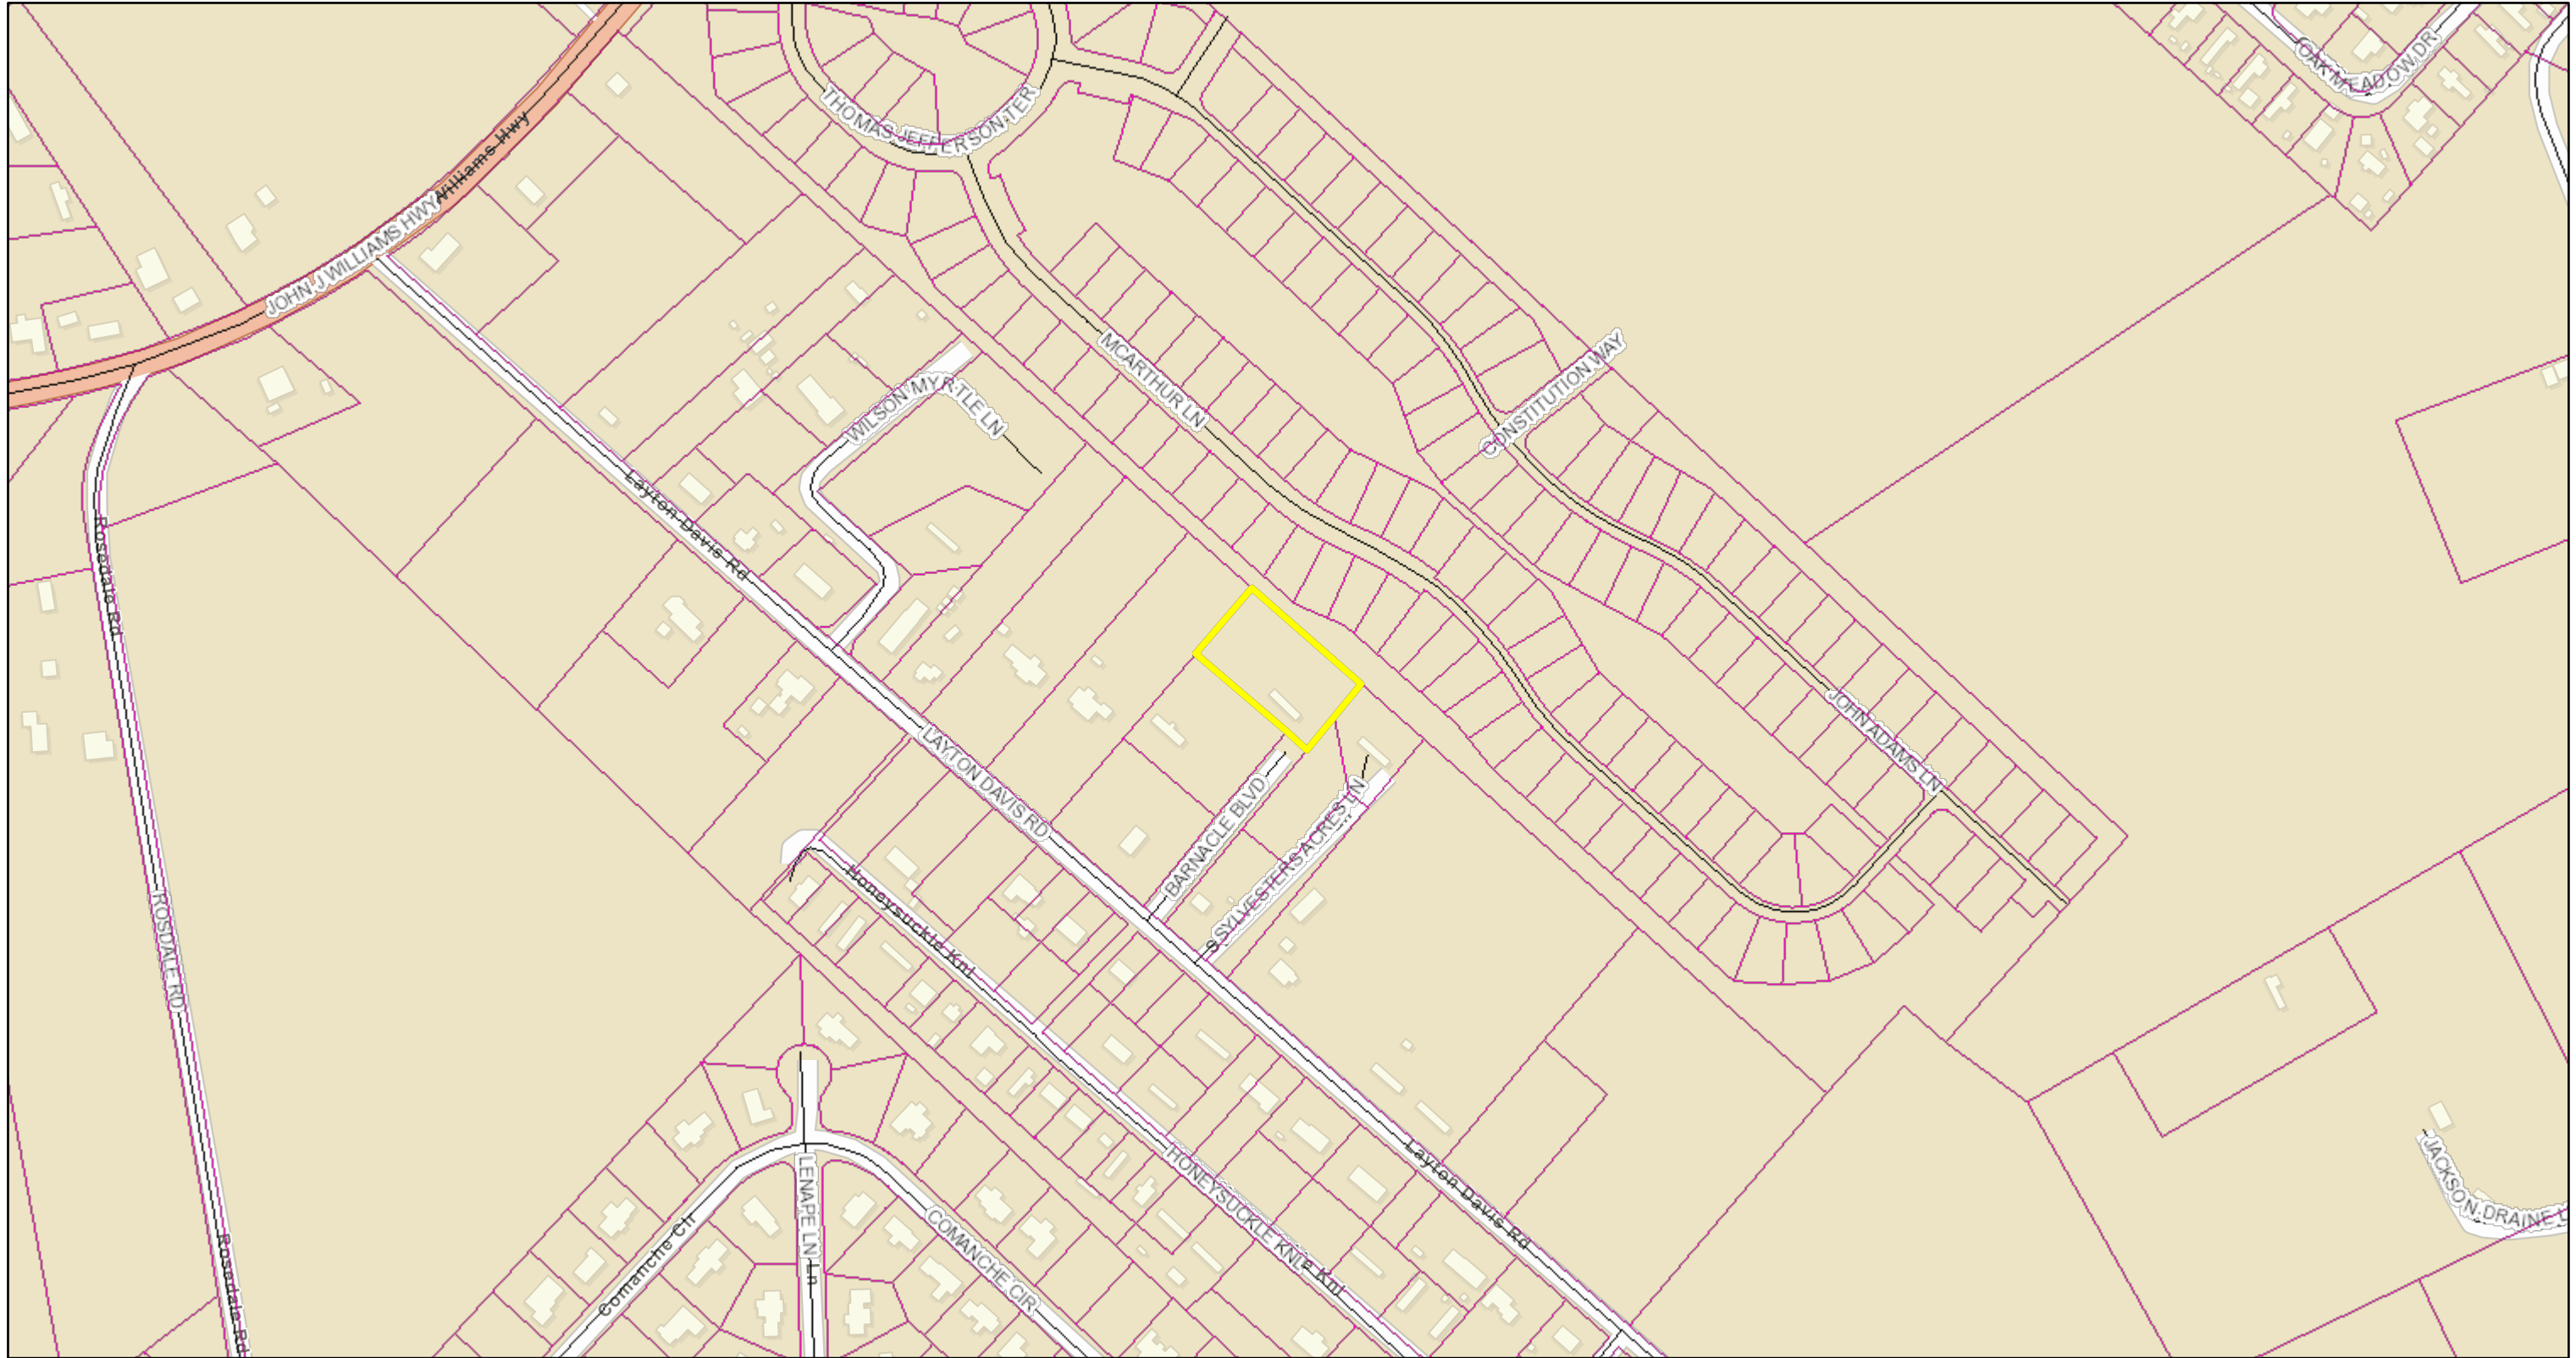 OAK MEADOW DR
THOMAS JEFFERSON TER
Williams Hwy
JOHN J WILLIAMS HWY
CONSTITUTION WAY
MCARTHUR LN
WILSON MYRTLE LN
Layton Davis Rd
Rosedale Rd
JOHN ADAMS LN
LAYTON DAVIS RD
BARNACLE BLVD
S SYLVESTERS ACRES LN
Honeysuckle Knl
ROSDALE RD
Layton Davis Rd
HONEYSUCKLE KNL
Knl
JACKSON DRAINE L
LENAPE LN
Ln
COMANCHE CIR
Comanche Cir
Rosedale Rd